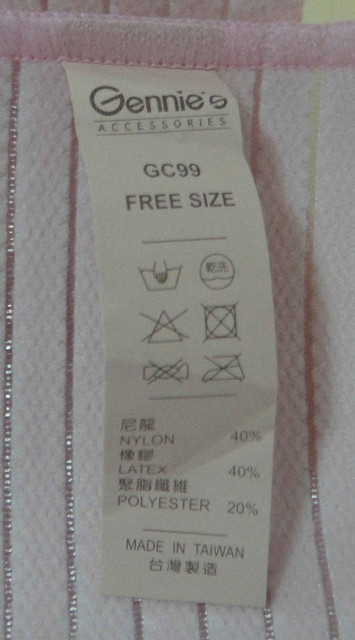 Gennie's
ACCESSORIES
GC99
FREE SIZE
乾洗
尼龍
NYLON 40%
橡膠
LATEX 40%
聚脂纖維
POLYESTER 20%
MADE IN TAIWAN
台灣製造